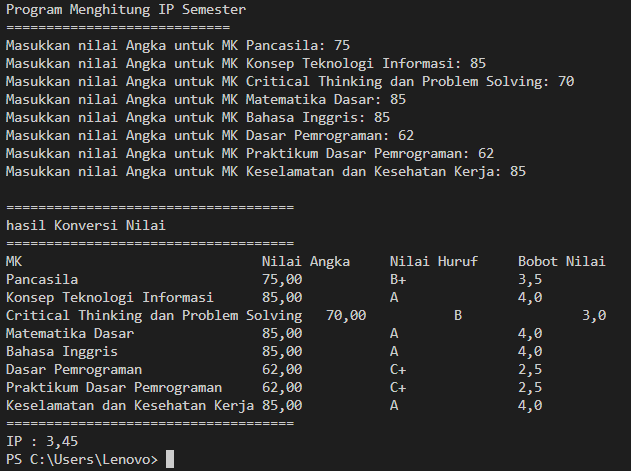 Program Menghitung IP Semester
============================
Masukkan nilai Angka untuk MK Pancasila: 75
Masukkan nilai Angka untuk MK Konsep Teknologi Informasi: 85
Masukkan nilai Angka untuk MK Critical Thinking dan Problem Solving: 70
Masukkan nilai Angka untuk MK Matematika Dasar: 85
Masukkan nilai Angka untuk MK Bahasa Inggris: 85
Masukkan nilai Angka untuk MK Dasar Pemrograman: 62
Masukkan nilai Angka untuk MK Praktikum Dasar Pemrograman: 62
Masukkan nilai Angka untuk MK Keselamatan dan Kesehatan Kerja: 85

====================================
hasil Konversi Nilai
====================================
MK                              Nilai Angka     Nilai Huruf     Bobot Nilai
Pancasila                       75,00           B+              3,5
Konsep Teknologi Informasi      85,00           A               4,0
Critical Thinking dan Problem Solving   70,00           B               3,0
Matematika Dasar                85,00           A               4,0
Bahasa Inggris                  85,00           A               4,0
Dasar Pemrograman               62,00           C+              2,5
Praktikum Dasar Pemrograman     62,00           C+              2,5
Keselamatan dan Kesehatan Kerja 85,00           A               4,0
====================================
IP : 3,45
PS C:\Users\Lenovo>